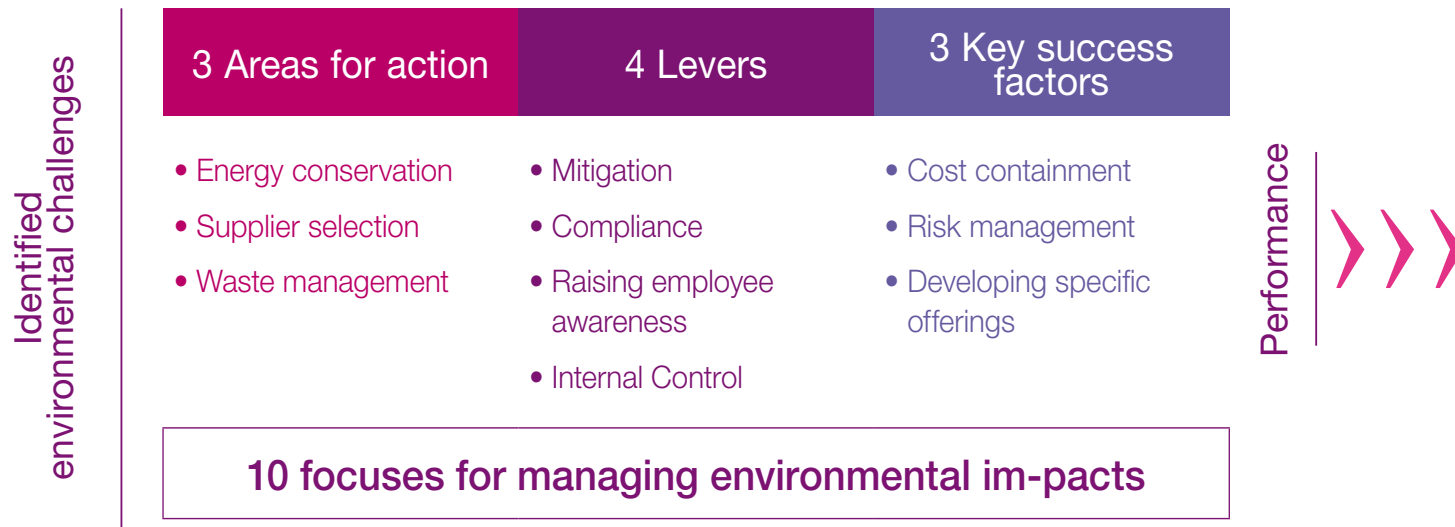 Identified
environmental challenges
3 Areas for action
• Energy conservation
• Supplier selection
• Waste management
4 Levers
• Mitigation
• Compliance
• Raising employee
awareness
• Internal Control
3 Key success
factors
• Cost containment
• Risk management
• Developing specific
offerings
10 focuses for managing environmental im-pacts
Performance